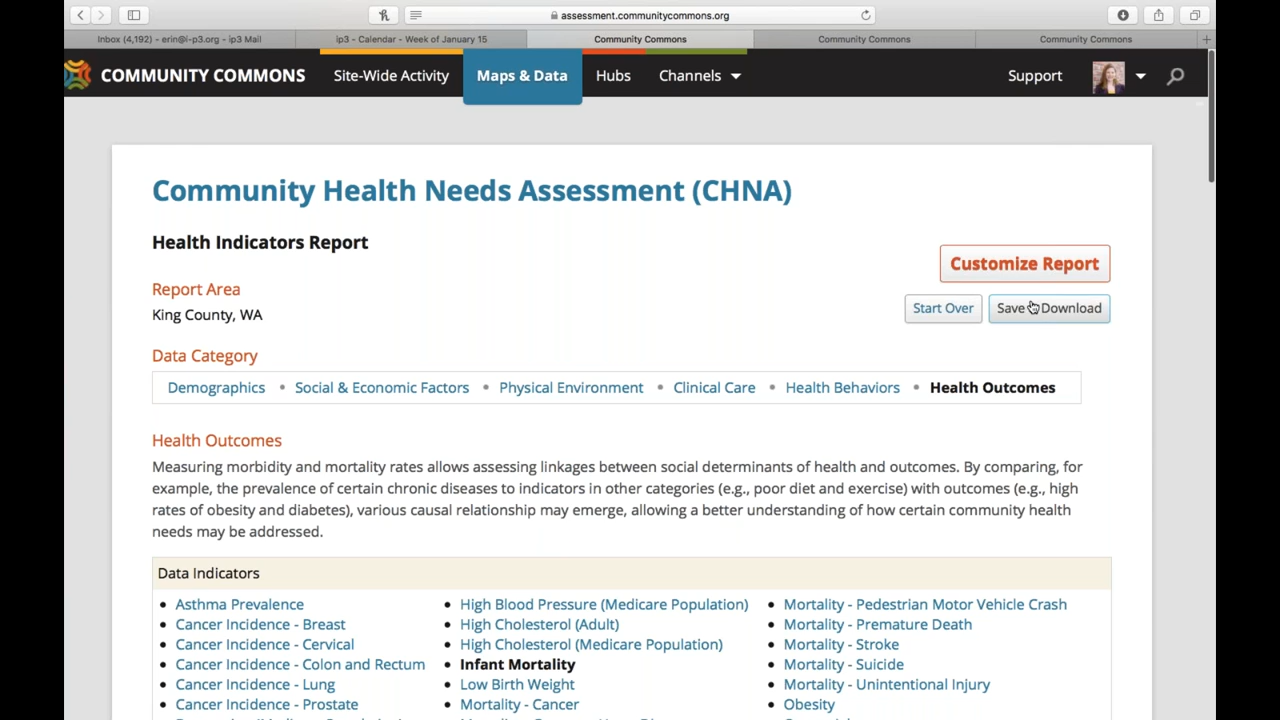 assessment.communitycommons.org
Inbox (4,192) - erin@i-p3.org - ip3 Mail
ip3 - Calendar - Week of January 15
Community Commons
Community Commons
Community Commons
COMMUNITY COMMONS
Site-Wide Activity
Maps & Data
Hubs
Channels
Support
Community Health Needs Assessment (CHNA)
Health Indicators Report
Customize Report
Report Area
Start Over
Save Download
King County, WA
Data Category
Demographics • Social & Economic Factors • Physical Environment • Clinical Care • Health Behaviors • Health Outcomes
Health Outcomes
Measuring morbidity and mortality rates allows assessing linkages between social determinants of health and outcomes. By comparing, for
example, the prevalence of certain chronic diseases to indicators in other categories (e.g., poor diet and exercise) with outcomes (e.g., high
rates of obesity and diabetes), various causal relationship may emerge, allowing a better understanding of how certain community health
needs may be addressed.
Data Indicators
• Asthma Prevalence
• Cancer Incidence - Breast
• Cancer Incidence - Cervical
• Cancer Incidence - Colon and Rectum
• Cancer Incidence - Lung
• Cancer Incidence - Prostate
• High Blood Pressure (Medicare Population)
• High Cholesterol (Adult)
• High Cholesterol (Medicare Population)
• Infant Mortality
• Low Birth Weight
• Mortality - Cancer
• Mortality - Pedestrian Motor Vehicle Crash
• Mortality - Premature Death
• Mortality - Stroke
• Mortality - Suicide
• Mortality - Unintentional Injury
• Obesity